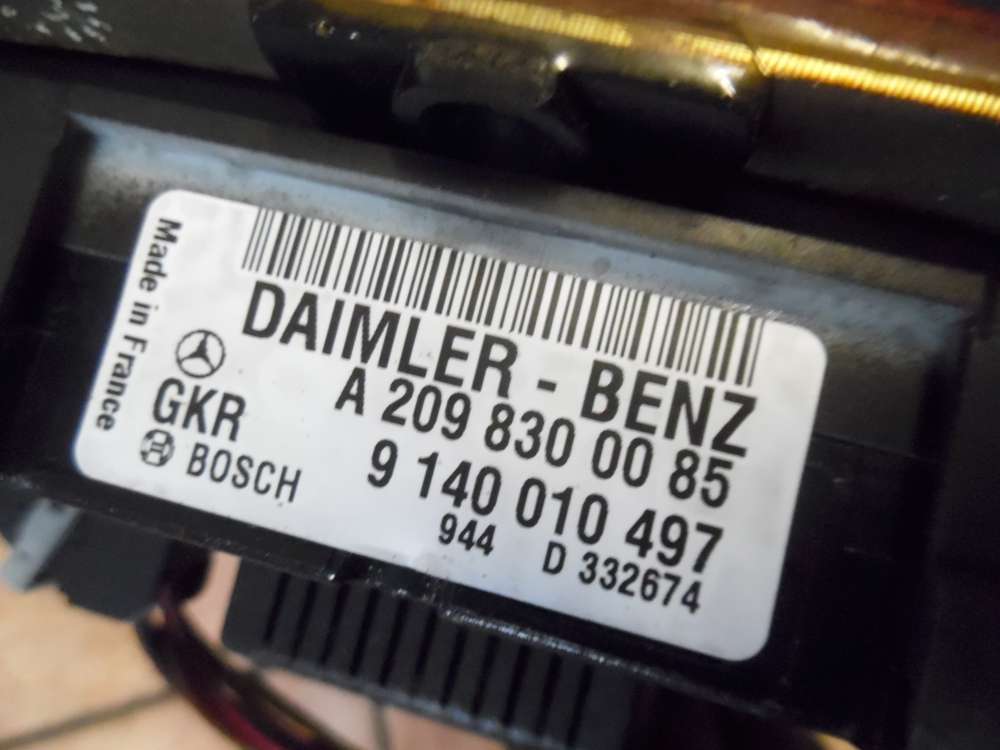 Made in France
DAIMLER - BENZ
GKR
A 209 830 00 85
BOSCH
9 140 010 497
944 D 332674